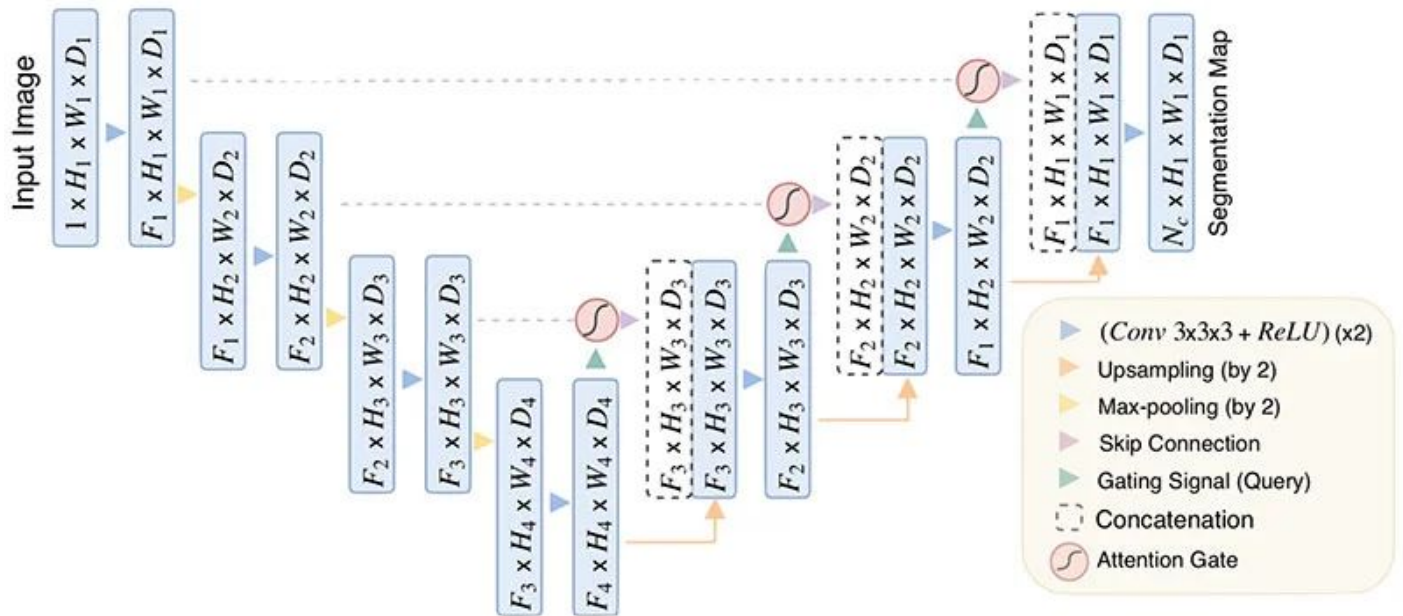 Input Image
1 x H₁ x W₁ x D₁
F₁ x H₁ x W₁ x D₁
F₁ x H₂ x W₂ x D₂
F₂ x H₂ x W₂ x D₂
F₂ x H₃ x W₃ x D₃
F₃ x H₃ x W₃ x D₃
F₃ x H₄ x W₄ x D₄
F₄ x H₄ x W₄ x D₄
F₃ x H₃ x W₃ x D₃
F₃ x H₃ x W₃ x D₃
F₂ x H₃ x W₃ x D₃
F₂ x H₂ x W₂ x D₂
F₂ x H₂ x W₂ x D₂
F₁ x H₂ x W₂ x D₂
F₁ x H₁ x W₁ x D₁
F₁ x H₁ x W₁ x D₁
N_c x H₁ x W₁ x D₁
Segmentation Map
(Conv 3x3x3 + ReLU) (x2)
Upsampling (by 2)
Max-pooling (by 2)
Skip Connection
Gating Signal (Query)
Concatenation
Attention Gate